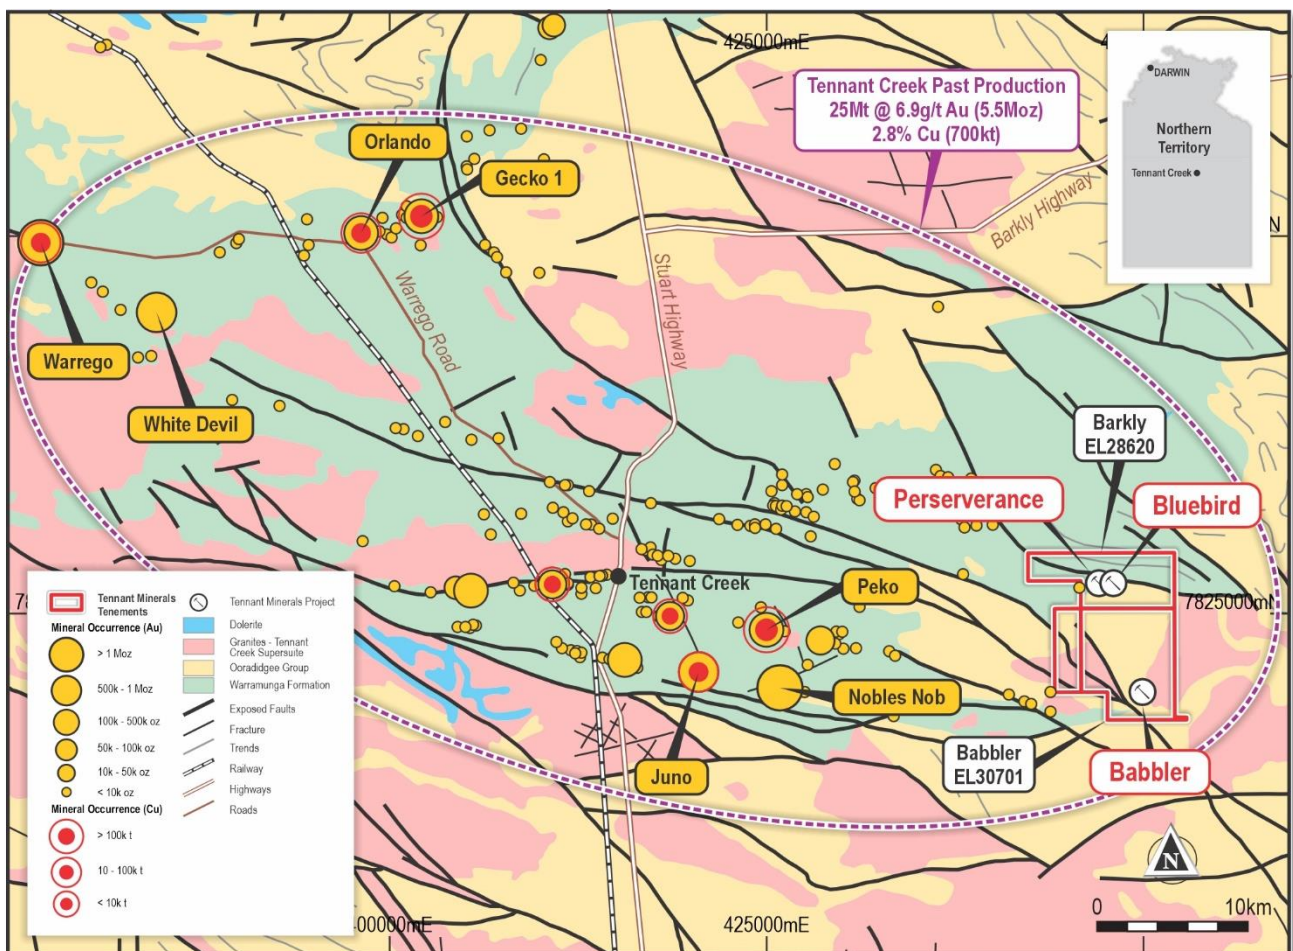 425000mE
4
DARWIN
Northern
Territory
Tennant Creek
Tennant Creek Past Production
25Mt @ 6.9g/t Au (5.5Moz)
2.8% Cu (700kt)
Orlando
Gecko 1
Barkly Highway
N
Stuart Highway
Warrego Road
Warrego
White Devil
Barkly
EL28620
Perserverance
Bluebird
Tennant Creek
Peko
78
7825000mN
Nobles Nob
Juno
Babbler
EL30701
Babbler
Tennant Minerals
Tenements
Mineral Occurrence (Au)
> 1 Moz
500k - 1 Moz
100k - 500k oz
50k - 100k oz
10k - 50k oz
< 10k oz
Mineral Occurrence (Cu)
> 100k t
10 - 100k t
< 10k t
Tennant Minerals Project
Dolerite
Granites - Tennant
Creek Supersuite
Ooradidgee Group
Warramunga Formation
Exposed Faults
Fracture
Trends
Railway
Highways
Roads
N
0 10km
00000mE
425000mE